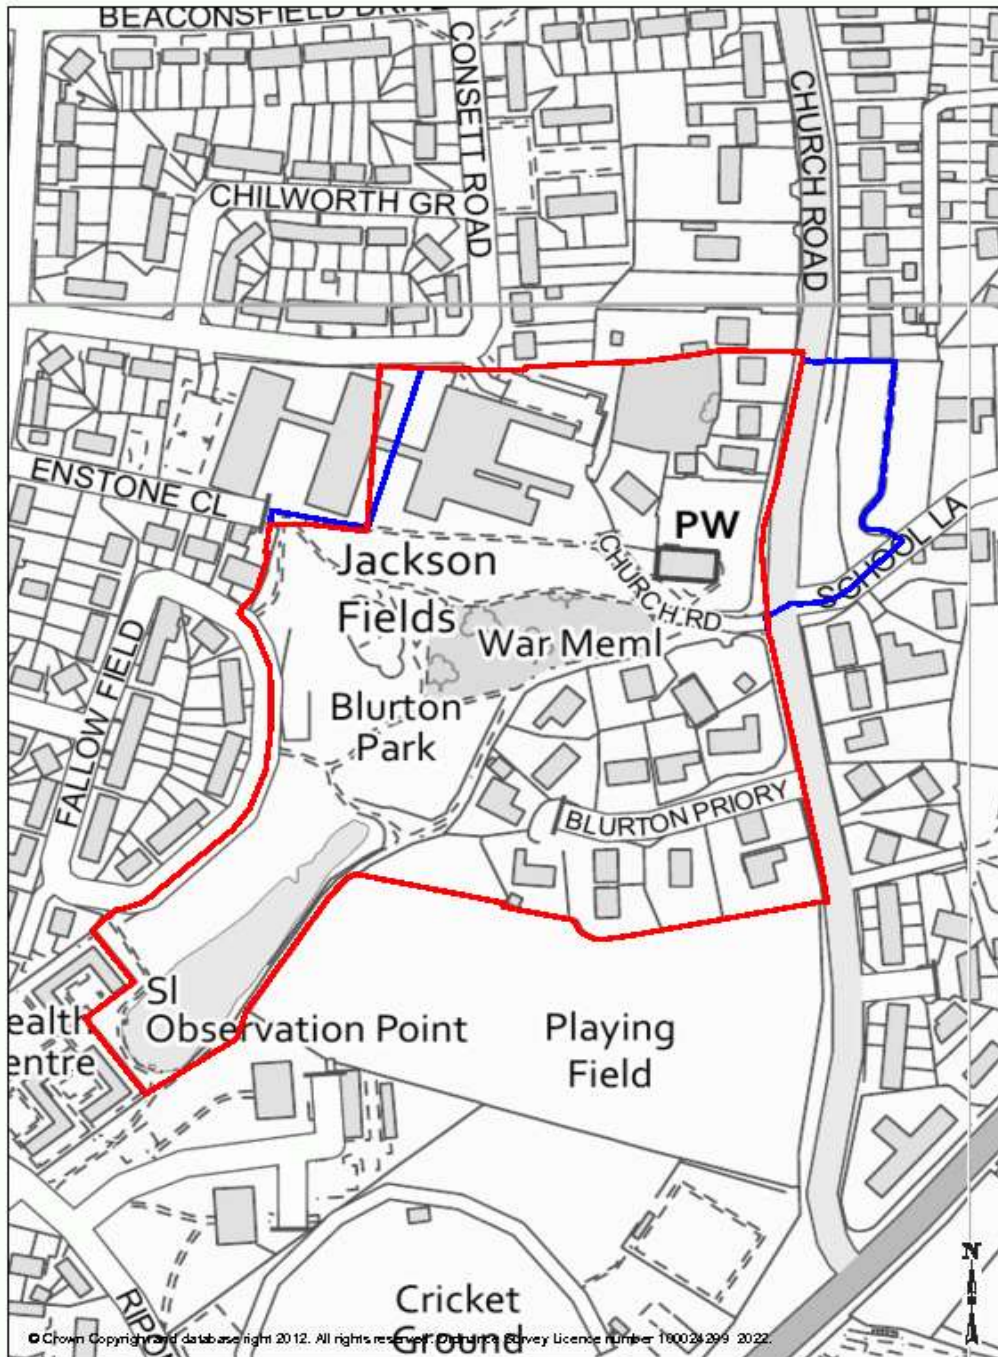 BEACONSFIELD DRIVE
CONSETT ROAD
CHURCH ROAD
CHILWORTH GR
ENSTONE CL
PW
SCHOOL LA
Jackson
Fields
CHURCH RD
War Meml
FALLOW FIELD
Blurton
Park
BLURTON PRIORY
Sl
Observation Point
ealth
entre
Playing
Field
Cricket
Ground
RIPO
N
© Crown Copyright and database right 2012. All rights reserved. Ordnance Survey Licence number 100024299 2022.